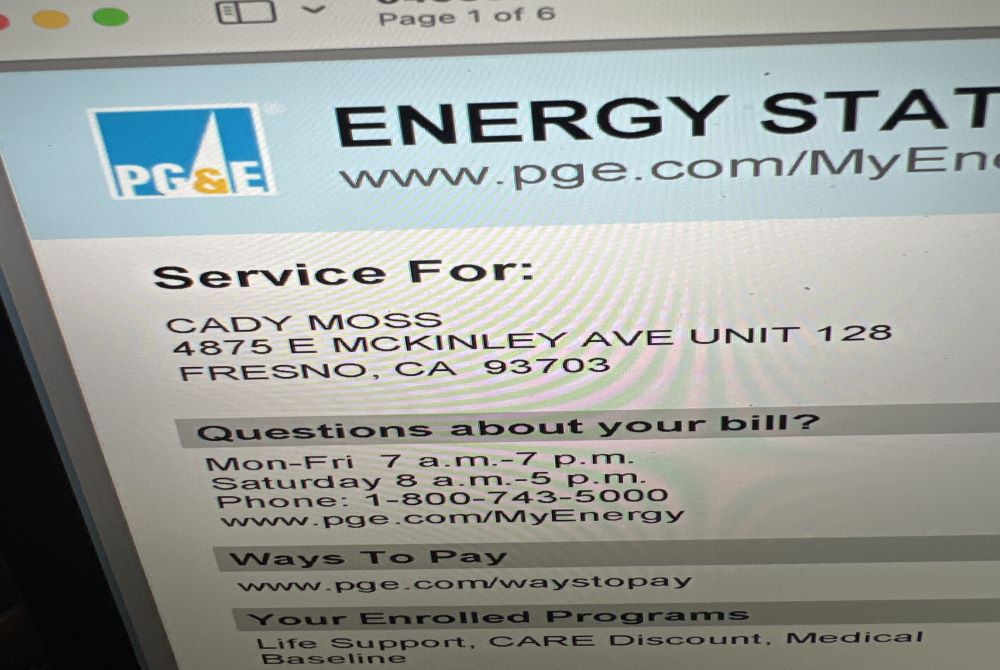 Page 1 of 6
PG&E
ENERGY STAT
www.pge.com/MyEne
Service For:
CADY MOSS
4875 E MCKINLEY AVE UNIT 128
FRESNO, CA 93703
Questions about your bill?
Mon-Fri 7 a.m.-7 p.m.
Saturday 8 a.m.-5 p.m.
Phone: 1-800-743-5000
www.pge.com/MyEnergy
Ways To Pay
www.pge.com/waystopay
Your Enrolled Programs
Life Support, CARE Discount, Medical
Baseline